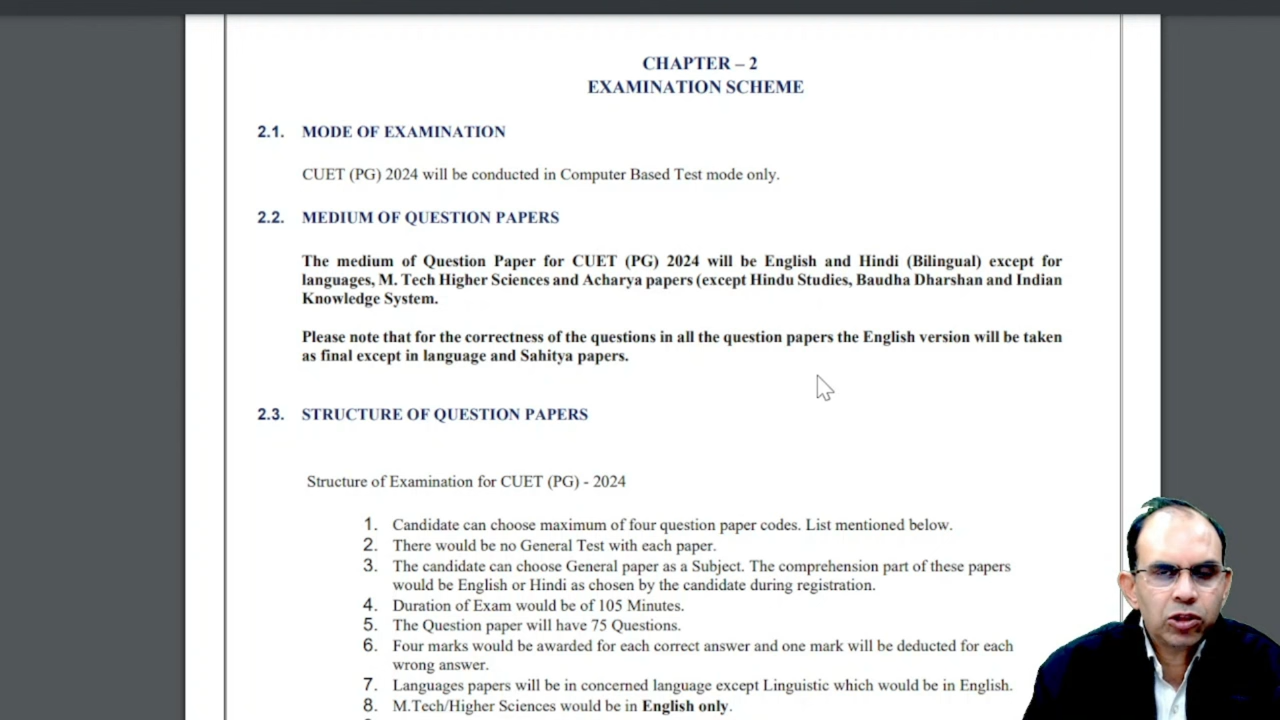 CHAPTER – 2
EXAMINATION SCHEME
2.1. MODE OF EXAMINATION
CUET (PG) 2024 will be conducted in Computer Based Test mode only.
2.2. MEDIUM OF QUESTION PAPERS
The medium of Question Paper for CUET (PG) 2024 will be English and Hindi (Bilingual) except for
languages, M. Tech Higher Sciences and Acharya papers (except Hindu Studies, Baudha Dharshan and Indian
Knowledge System.
Please note that for the correctness of the questions in all the question papers the English version will be taken
as final except in language and Sahitya papers.
2.3. STRUCTURE OF QUESTION PAPERS
Structure of Examination for CUET (PG) - 2024
1. Candidate can choose maximum of four question paper codes. List mentioned below.
2. There would be no General Test with each paper.
3. The candidate can choose General paper as a Subject. The comprehension part of these papers
would be English or Hindi as chosen by the candidate during registration.
4. Duration of Exam would be of 105 Minutes.
5. The Question paper will have 75 Questions.
6. Four marks would be awarded for each correct answer and one mark will be deducted for each
wrong answer.
7. Languages papers will be in concerned language except Linguistic which would be in English.
8. M.Tech/Higher Sciences would be in English only.